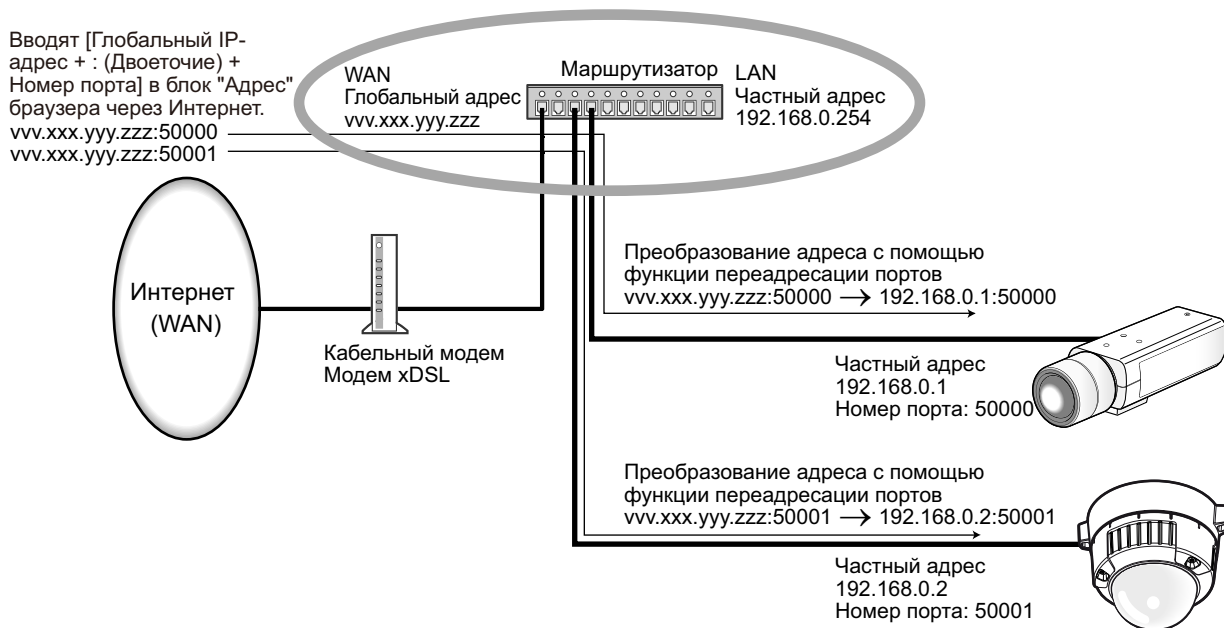 Вводят [Глобальный IP-
адрес + : (Двоеточие) +
Номер порта] в блок "Адрес"
браузера через Интернет.
vvv.xxx.yyy.zzz:50000
vvv.xxx.yyy.zzz:50001
WAN
Глобальный адрес
vvv.xxx.yyy.zzz
Маршрутизатор
LAN
Частный адрес
192.168.0.254
Интернет
(WAN)
Кабельный модем
Модем xDSL
Преобразование адреса с помощью
функции переадресации портов
vvv.xxx.yyy.zzz:50000 → 192.168.0.1:50000
Частный адрес
192.168.0.1
Номер порта: 50000
Преобразование адреса с помощью
функции переадресации портов
vvv.xxx.yyy.zzz:50001 → 192.168.0.2:50001
Частный адрес
192.168.0.2
Номер порта: 50001